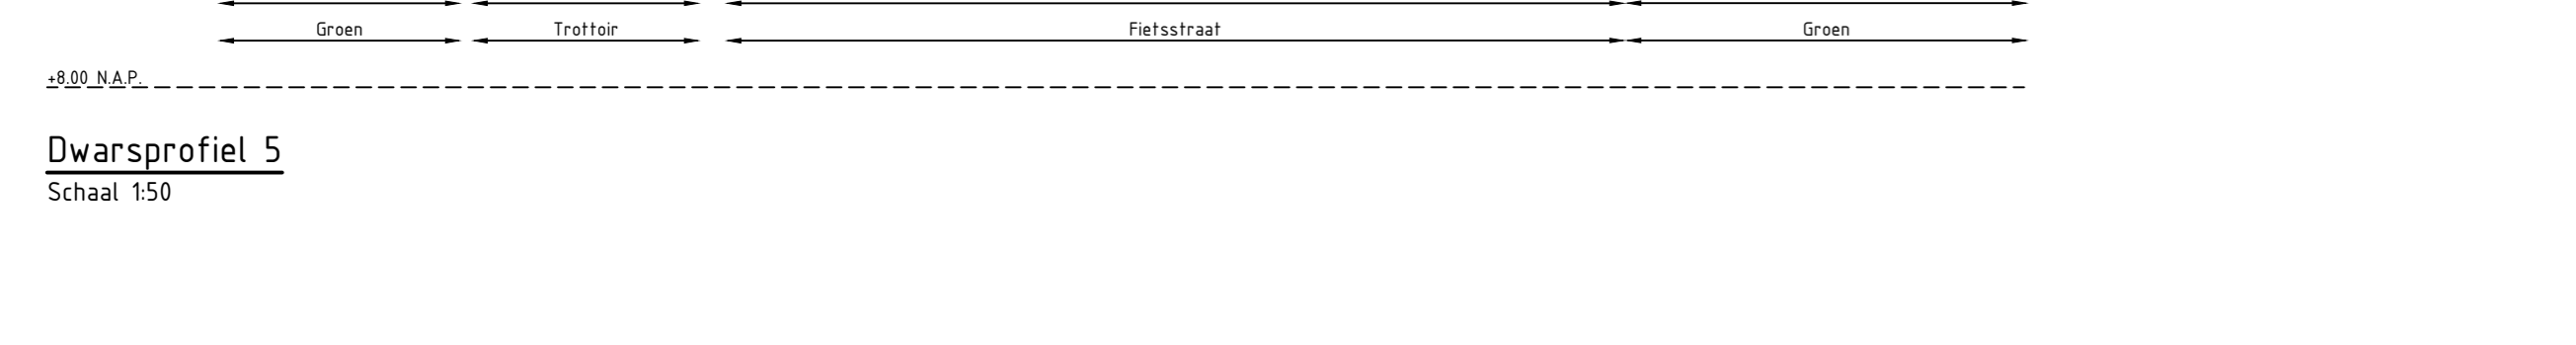 Groen Trottoir Fietsstraat Groen
+8.00 N.A.P.
Dwarsprofiel 5
Schaal 1:50